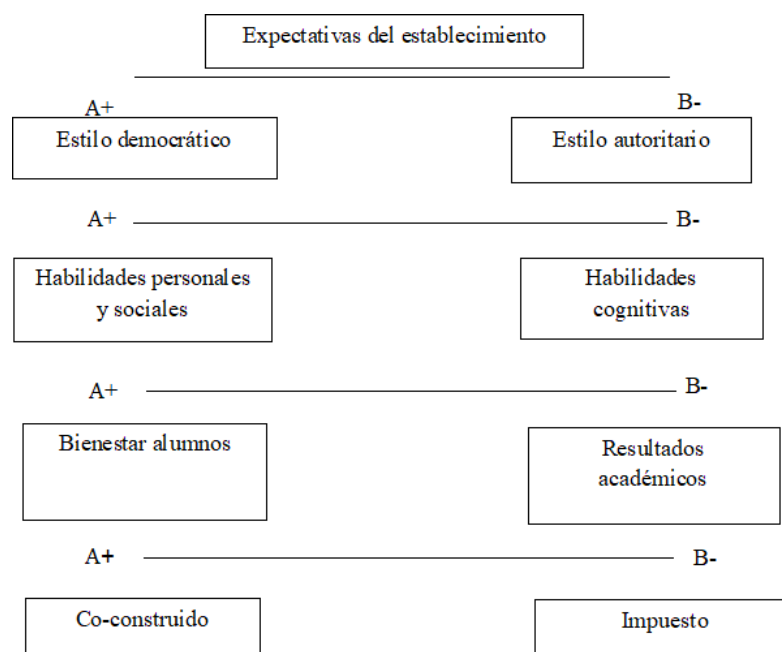 Expectativas del establecimiento
A+ B-
Estilo democrático Estilo autoritario
A+ B-
Habilidades personales Habilidades
y sociales cognitivas
A+ B-
Bienestar alumnos Resultados
académicos
A+ B-
Co-construido Impuesto